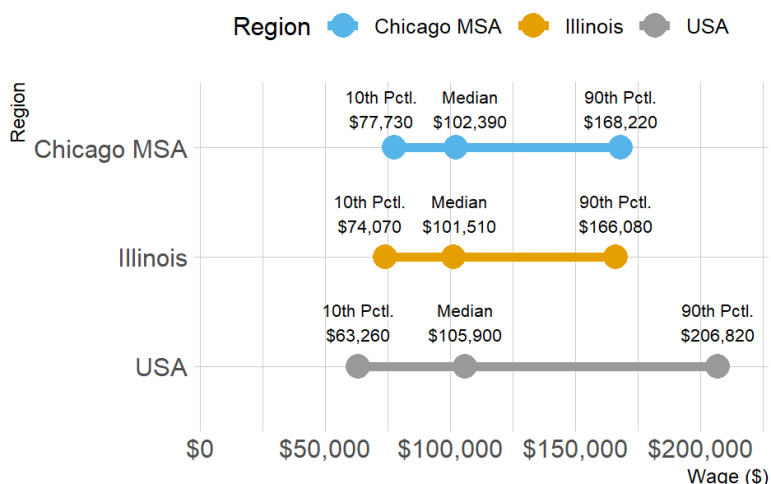 Region Chicago MSA Illinois USA
Region
10th Pctl. Median 90th Pctl.
$77,730 $102,390 $168,220
Chicago MSA
10th Pctl. Median 90th Pctl.
$74,070 $101,510 $166,080
Illinois
10th Pctl. Median 90th Pctl.
$63,260 $105,900 $206,820
USA
$0 $50,000 $100,000 $150,000 $200,000
Wage ($)